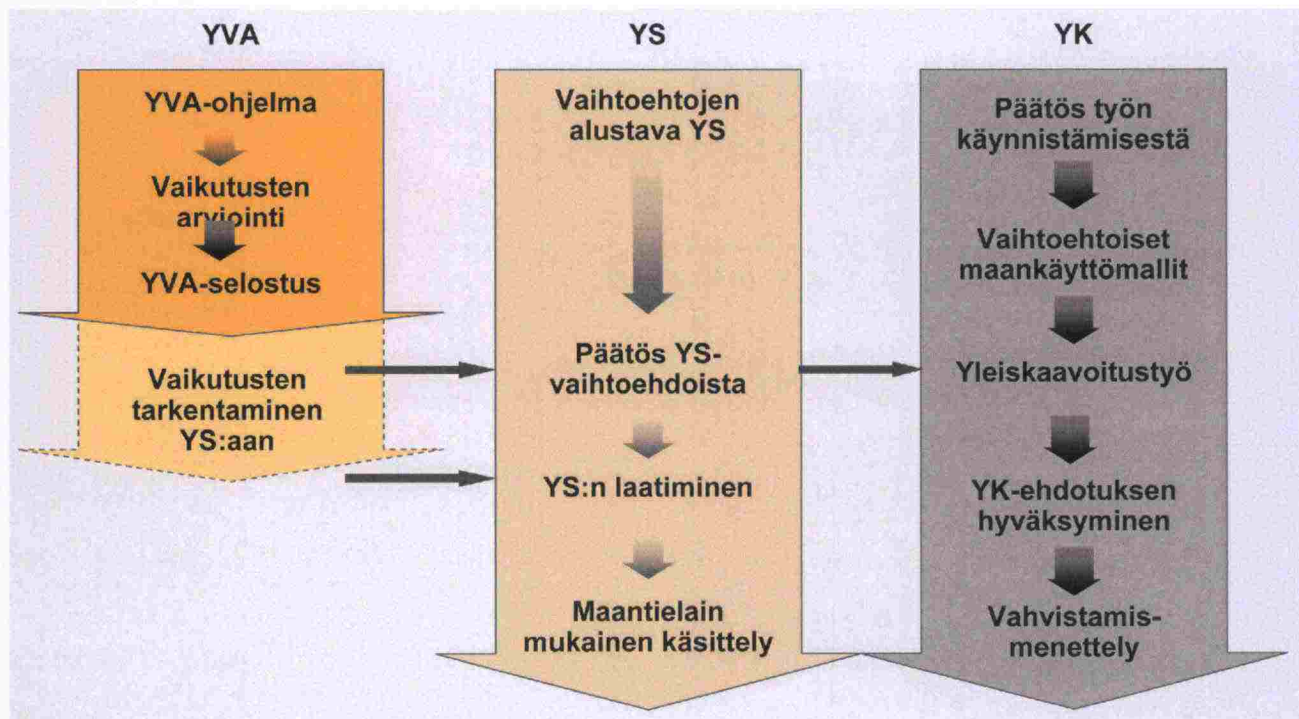 YVA
YVA-ohjelma
Vaikutusten
arviointi
YVA-selostus
Vaikutusten
tarkentaminen
YS:aan
YS
Vaihtoehtojen
alustava YS
Päätös YS-
vaihtoehdoista
YS:n laatiminen
Maantielain
mukainen käsittely
YK
Päätös työn
käynnistämisestä
Vaihtoehtoiset
maankäyttömallit
Yleiskaavoitustyö
YK-ehdotuksen
hyväksyminen
Vahvistamis-
menettely